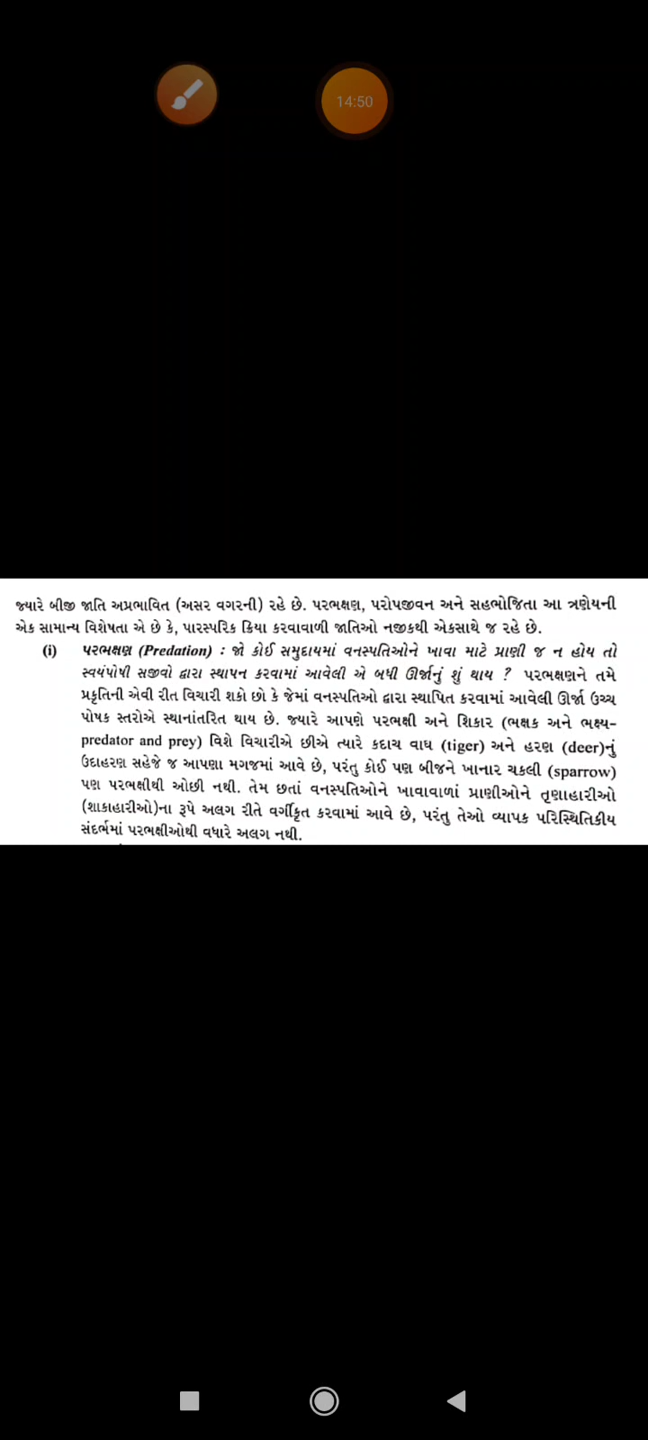 14:50
જ્યારે બીજી જાતિ અપ્રભાવિત (અસર વગરની) રહે છે. પરભક્ષણ, પરોપજીવન અને સહભોજિતા આ ત્રણેયની
એક સામાન્ય વિશેષતા એ છે કે, પારસ્પરિક ક્રિયા કરવાવાળી જાતિઓ નજીકથી એકસાથે જ રહે છે.
(i) પરભક્ષણ (Predation) : જો કોઈ સમુદાયમાં વનસ્પતિઓને ખાવા માટે પ્રાણી જ ન હોય તો
સ્વયંપોષી સજીવો દ્વારા સ્થાપન કરવામાં આવેલી એ બધી ઊર્જાનું શું થાય ? પરભક્ષણને તમે
પ્રકૃતિની એવી રીત વિચારી શકો છો કે જેમાં વનસ્પતિઓ દ્વારા સ્થાપિત કરવામાં આવેલી ઊર્જા ઉચ્ચ
પોષક સ્તરોએ સ્થાનાંતરિત થાય છે. જ્યારે આપણે પરભક્ષી અને શિકાર (ભક્ષક અને ભક્ષ્ય-
predator and prey) વિશે વિચારીએ છીએ ત્યારે કદાચ વાઘ (tiger) અને હરણ (deer)નું
ઉદાહરણ સહેજે જ આપણા મગજમાં આવે છે, પરંતુ કોઈ પણ બીજને ખાનાર ચકલી (sparrow)
પણ પરભક્ષીથી ઓછી નથી. તેમ છતાં વનસ્પતિઓને ખાવાવાળાં પ્રાણીઓને તૃણાહારીઓ
(શાકાહારીઓ)ના રૂપે અલગ રીતે વર્ગીકૃત કરવામાં આવે છે, પરંતુ તેઓ વ્યાપક પરિસ્થિતિકીય
સંદર્ભમાં પરભક્ષીઓથી વધારે અલગ નથી.